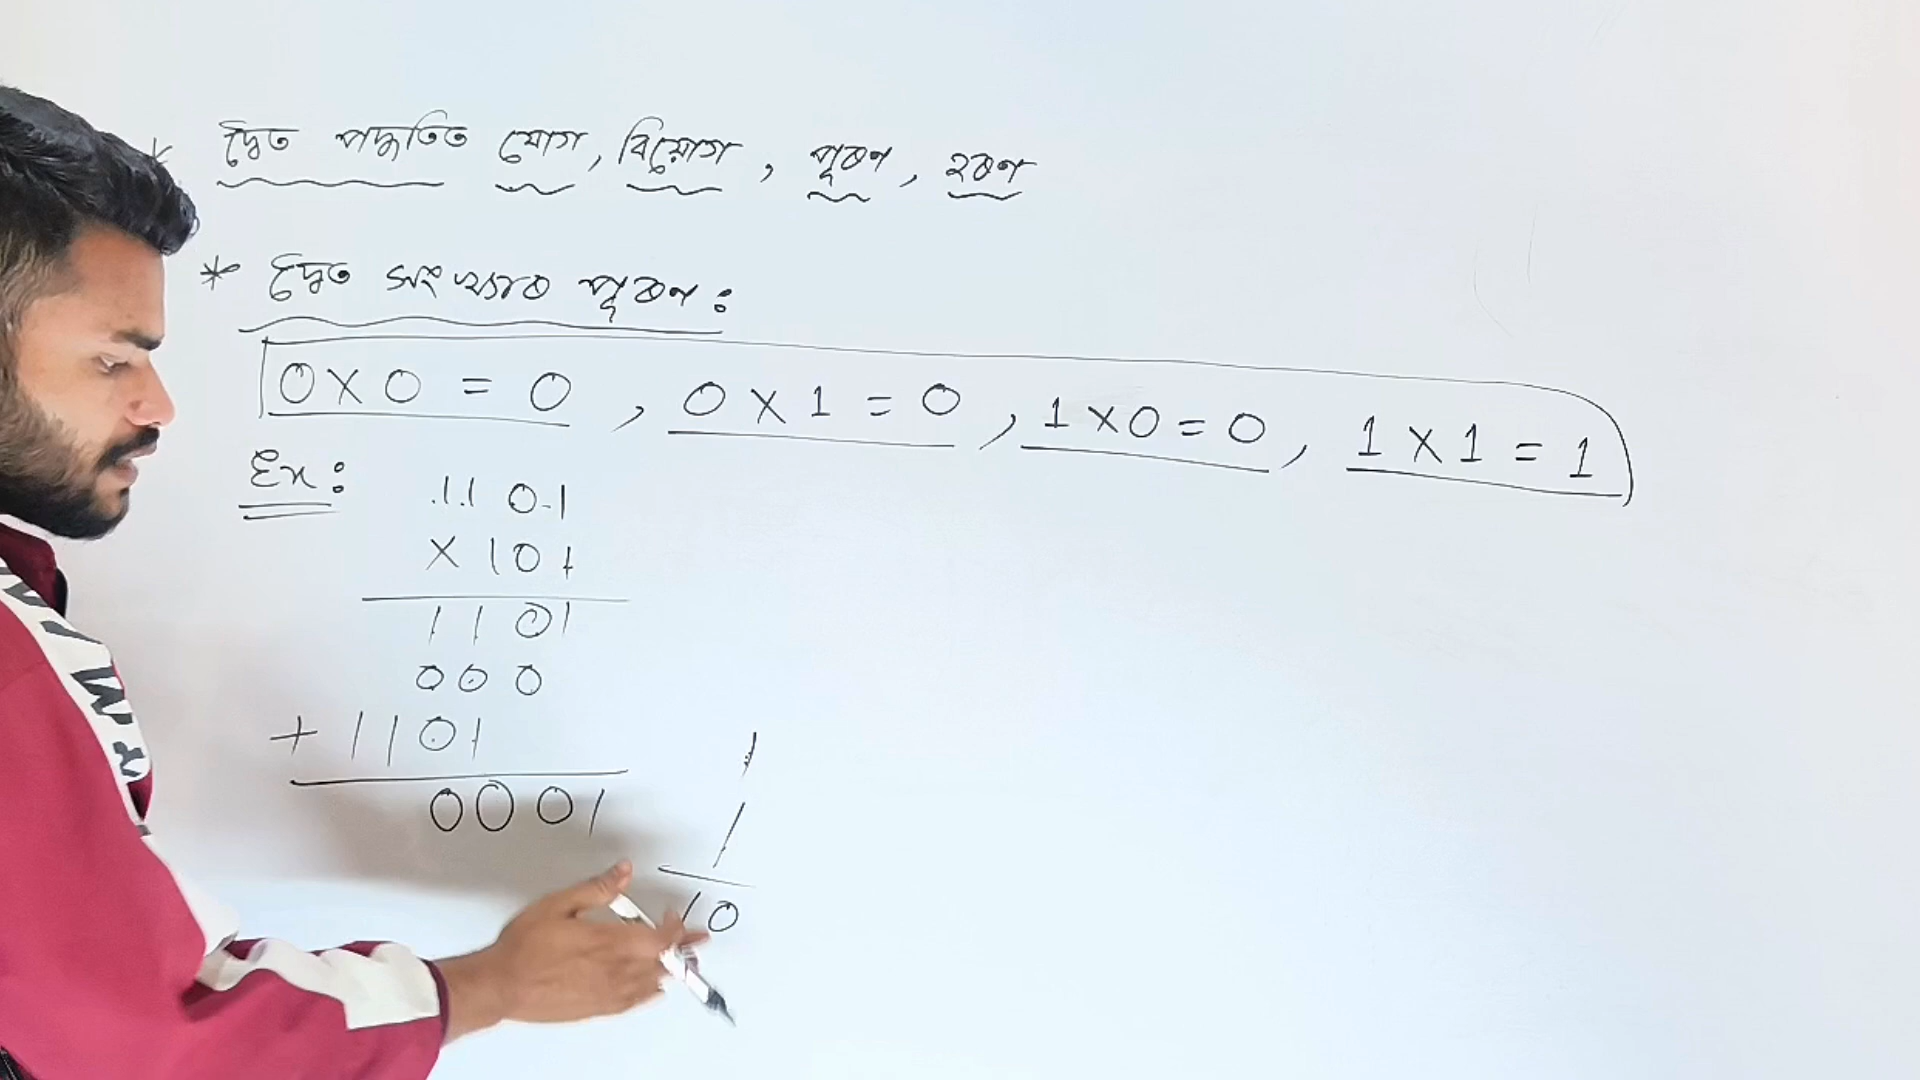 * দ্বৈত পদ্ধতিত যোগ, বিয়োগ, পূৰণ, হৰণ
* দ্বৈত সংখ্যাৰ পূৰণ :
0 X 0 = 0 , 0 X 1 = 0 , 1 X 0 = 0 , 1 X 1 = 1
Ex :
1101
X 101
1101
000
+ 1101
0001
1
1
10